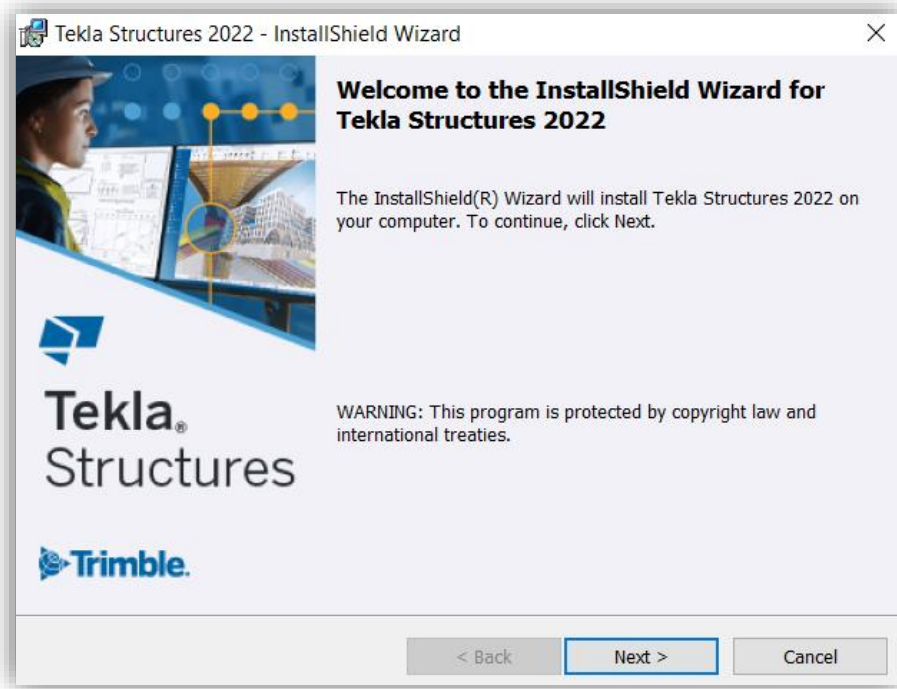 Tekla Structures 2022 - InstallShield Wizard
Welcome to the InstallShield Wizard for
Tekla Structures 2022
The InstallShield(R) Wizard will install Tekla Structures 2022 on
your computer. To continue, click Next.
WARNING: This program is protected by copyright law and
international treaties.
Tekla®
Structures
Trimble.
< Back
Next >
Cancel